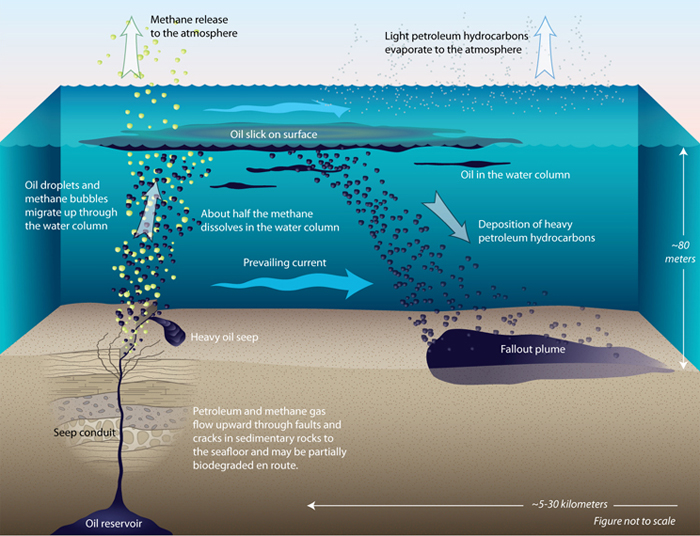 Methane release
to the atmosphere
Light petroleum hydrocarbons
evaporate to the atmosphere
Oil slick on surface
Oil in the water column
Oil droplets and
methane bubbles
migrate up through
the water column
About half the methane
dissolves in the water column
Deposition of heavy
petroleum hydrocarbons
~80
meters
Prevailing current
Heavy oil seep
Fallout plume
Petroleum and methane gas
flow upward through faults and
cracks in sedimentary rocks to
the seafloor and may be partially
biodegraded en route.
Seep conduit
~5-30 kilometers
Oil reservoir
Figure not to scale